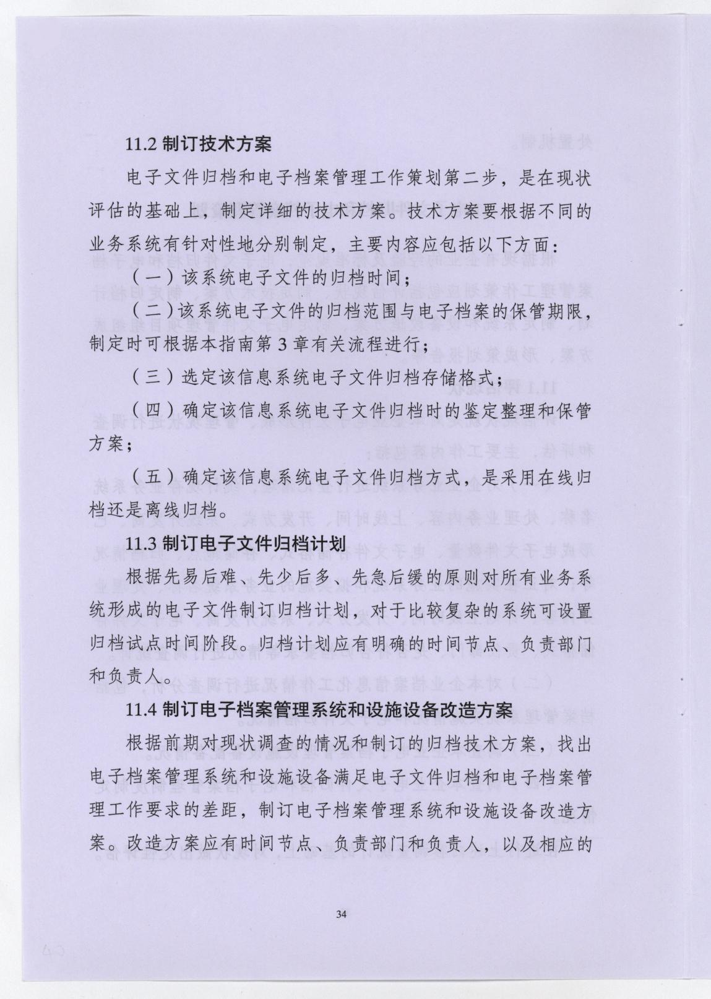 11.2 制订技术方案
电子文件归档和电子档案管理工作策划第二步，是在现状
评估的基础上，制定详细的技术方案。技术方案要根据不同的
业务系统有针对性地分别制定，主要内容应包括以下方面：
（一）该系统电子文件的归档时间；
（二）该系统电子文件的归档范围与电子档案的保管期限，
制定时可根据本指南第 3 章有关流程进行；
（三）选定该信息系统电子文件归档存储格式；
（四）确定该信息系统电子文件归档时的鉴定整理和保管
方案；
（五）确定该信息系统电子文件归档方式，是采用在线归
档还是离线归档。
11.3 制订电子文件归档计划
根据先易后难、先少后多、先急后缓的原则对所有业务系
统形成的电子文件制订归档计划，对于比较复杂的系统可设置
归档试点时间阶段。归档计划应有明确的时间节点、负责部门
和负责人。
11.4 制订电子档案管理系统和设施设备改造方案
根据前期对现状调查的情况和制订的归档技术方案，找出
电子档案管理系统和设施设备满足电子文件归档和电子档案管
理工作要求的差距，制订电子档案管理系统和设施设备改造方
案。改造方案应有时间节点、负责部门和负责人，以及相应的
34